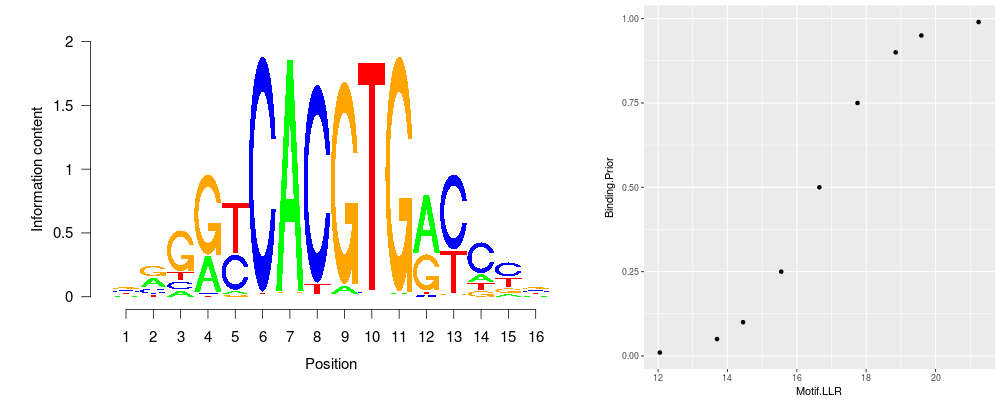 Information content
2
1.5
1
0.5
0
GATCACGTGAC
1 2 3 4 5 6 7 8 9 10 11 12 13 14 15 16
Position
Binding.Prior
1.00
0.75
0.50
0.25
0.00
12 14 16 18 20
Motif.LLR